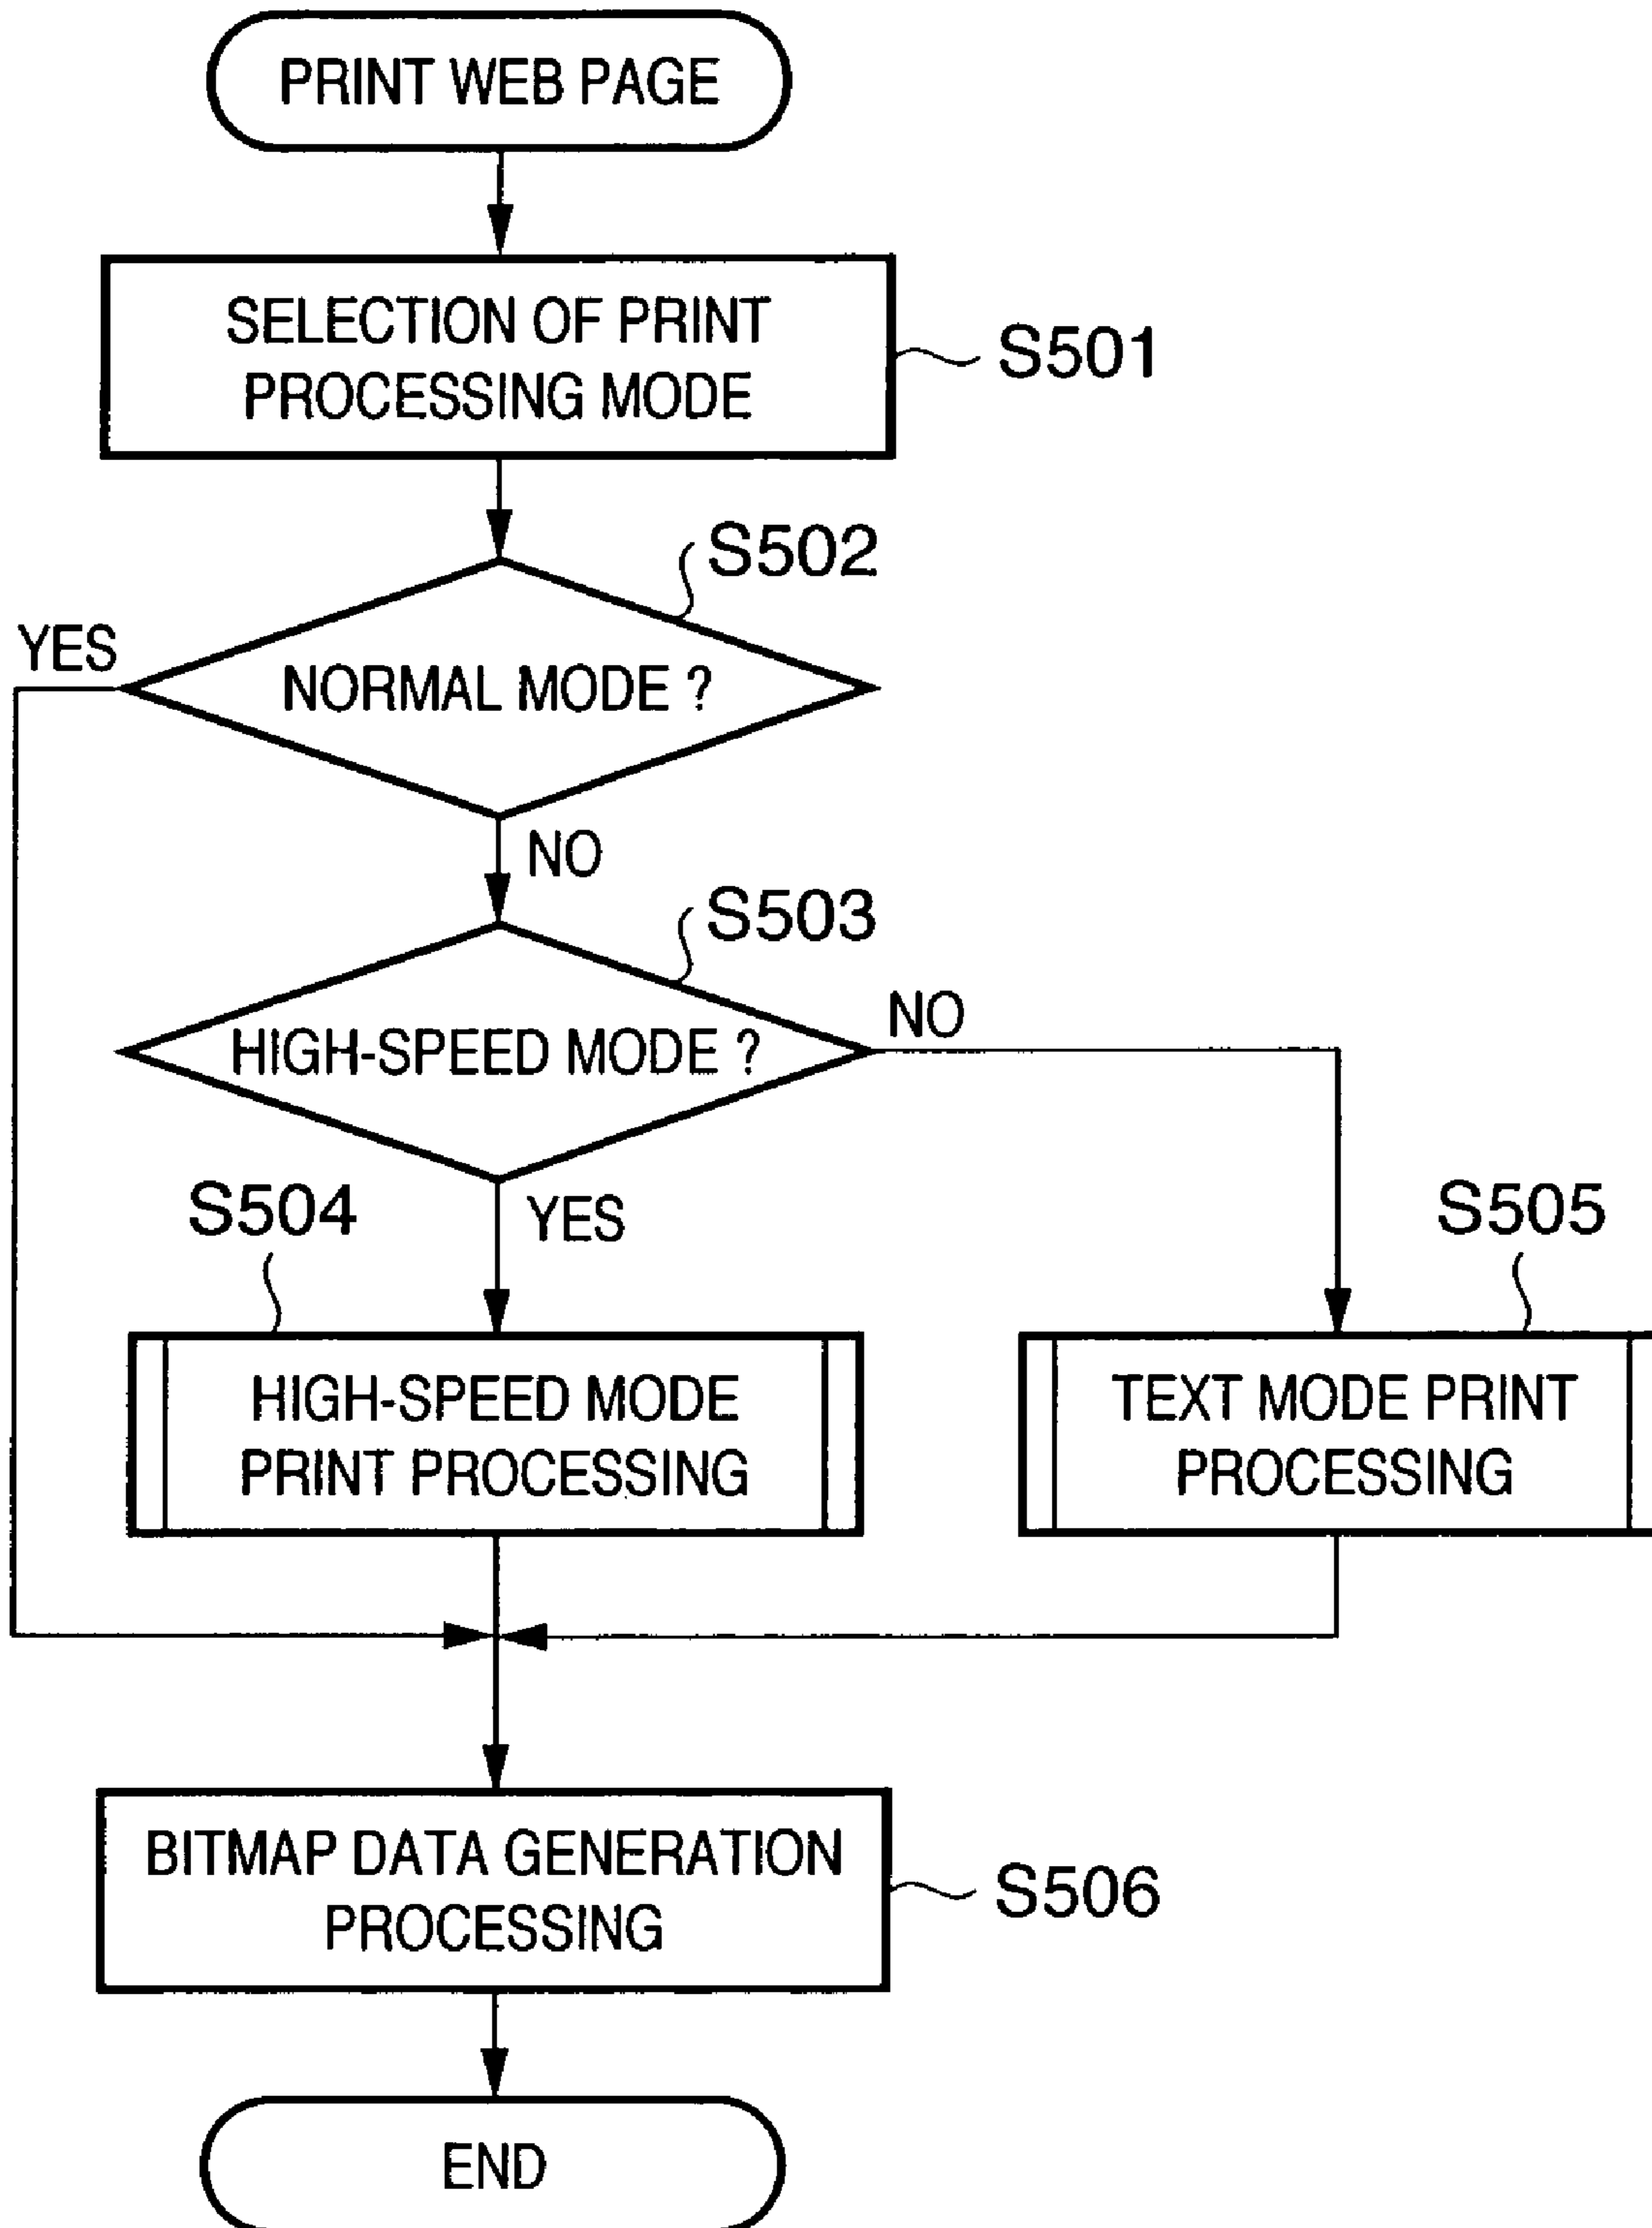 PRINT WEB PAGE
SELECTION OF PRINT
PROCESSING MODE
S501
S502
YES
NORMAL MODE ?
NO
S503
HIGH-SPEED MODE ?
NO
YES
S504
S505
HIGH-SPEED MODE
PRINT PROCESSING
TEXT MODE PRINT
PROCESSING
BITMAP DATA GENERATION
PROCESSING
S506
END